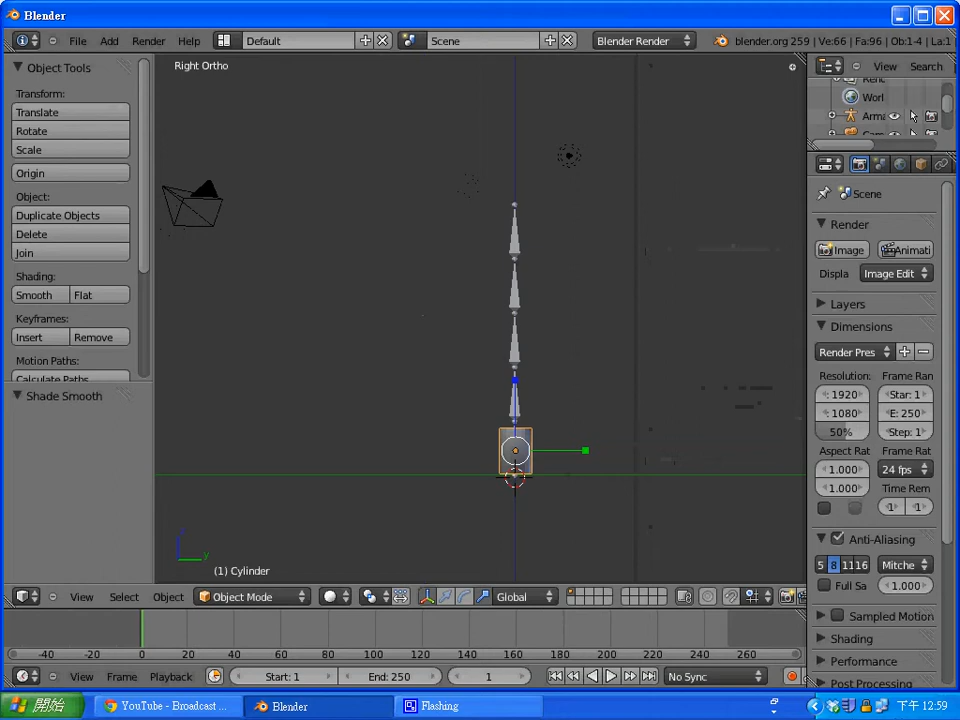 Blender
File Add Render Help Default Scene Blender Render blender.org 259 | Ve:66 | Fa:96 | Ob:1-4 | La:1
Object Tools
Transform:
Translate
Rotate
Scale
Origin
Object:
Duplicate Objects
Delete
Join
Shading:
Smooth Flat
Keyframes:
Insert Remove
Motion Paths:
Calculate Paths
Shade Smooth
Right Ortho
z
y
(1) Cylinder
View Search
Worl
Arma
Scene
Render
Image Animati
Displa Image Edit
Layers
Dimensions
Render Pres
Resolution: Frame Ran
: 1920 Star: 1
: 1080 E: 250
50% Step: 1
Aspect Rat Frame Rat
1.000 24 fps
1.000 Time Rem
1 1
Anti-Aliasing
5 8 11 16 Mitche
Full Sa 1.000
Sampled Motion
Shading
Performance
Post Processing
View Select Object Object Mode Global
-40 -20 0 20 40 60 80 100 120 140 160 180 200 220 240 260
View Frame Playback Start: 1 End: 250 1 No Sync
開始 YouTube - Broadcast ... Blender Flashing 下午 12:59